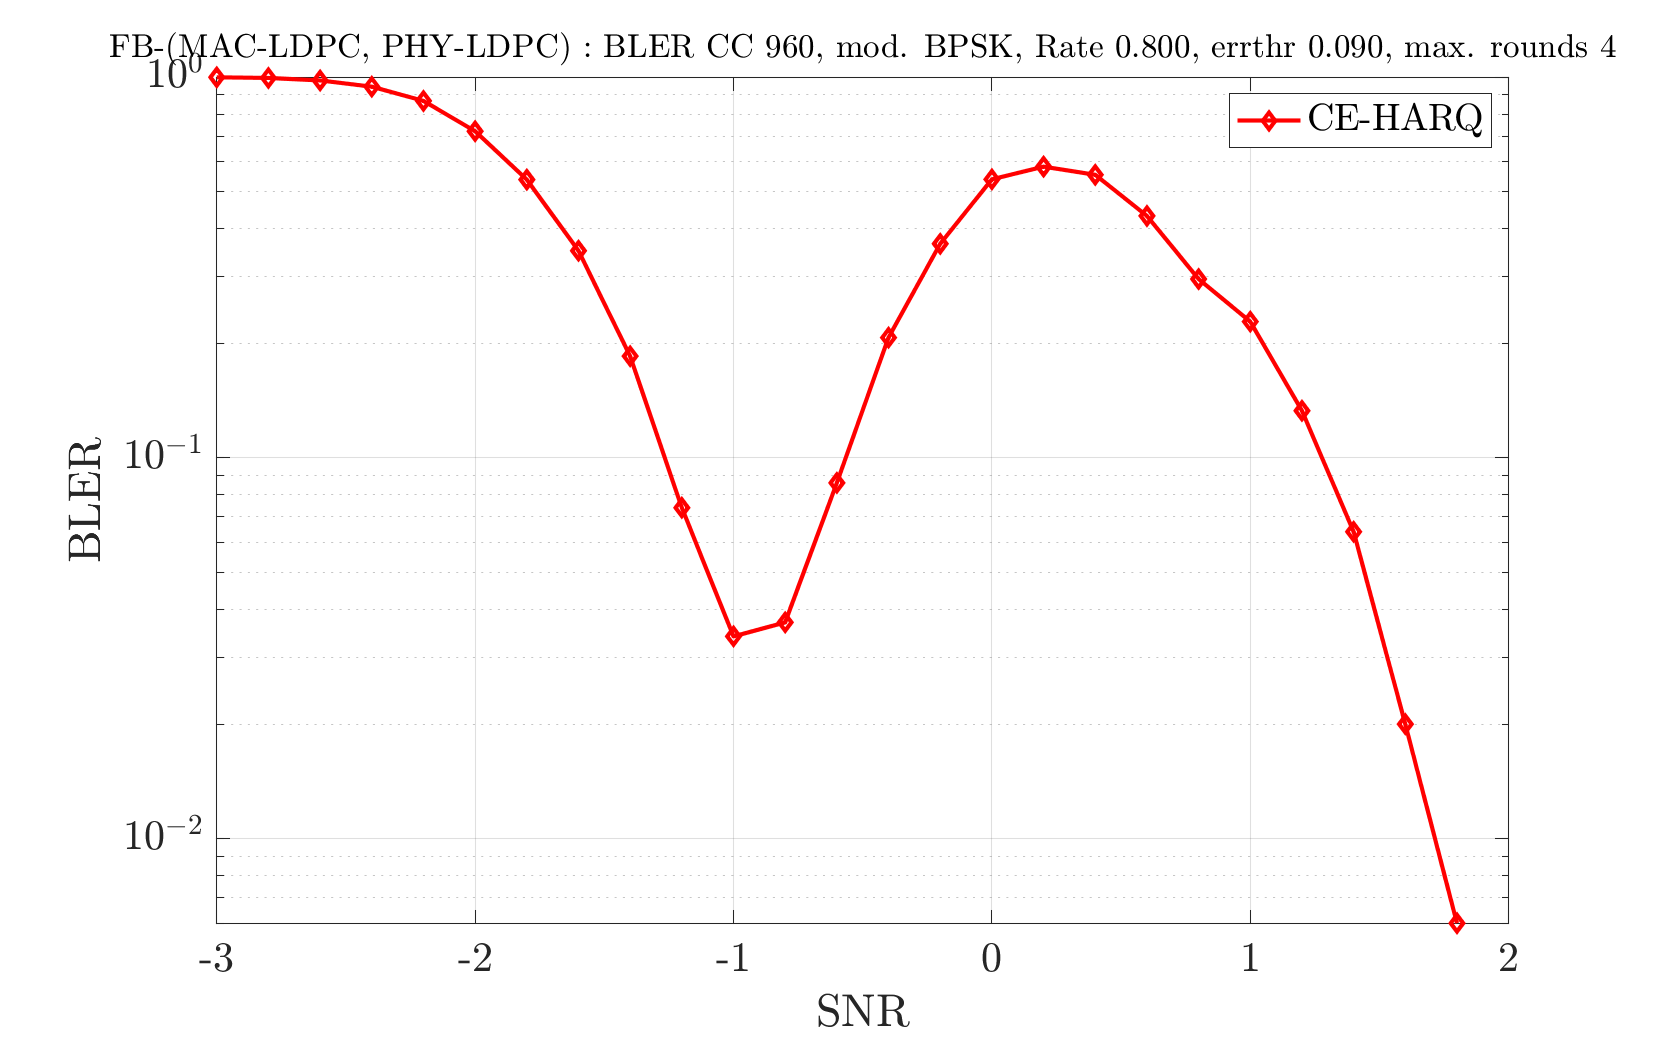 FB-(MAC-LDPC, PHY-LDPC) : BLER CC 960, mod. BPSK, Rate 0.800, errthr 0.090, max. rounds 4
10^0
CE-HARQ
10^−1
BLER
10^−2
-3 -2 -1 0 1 2
SNR